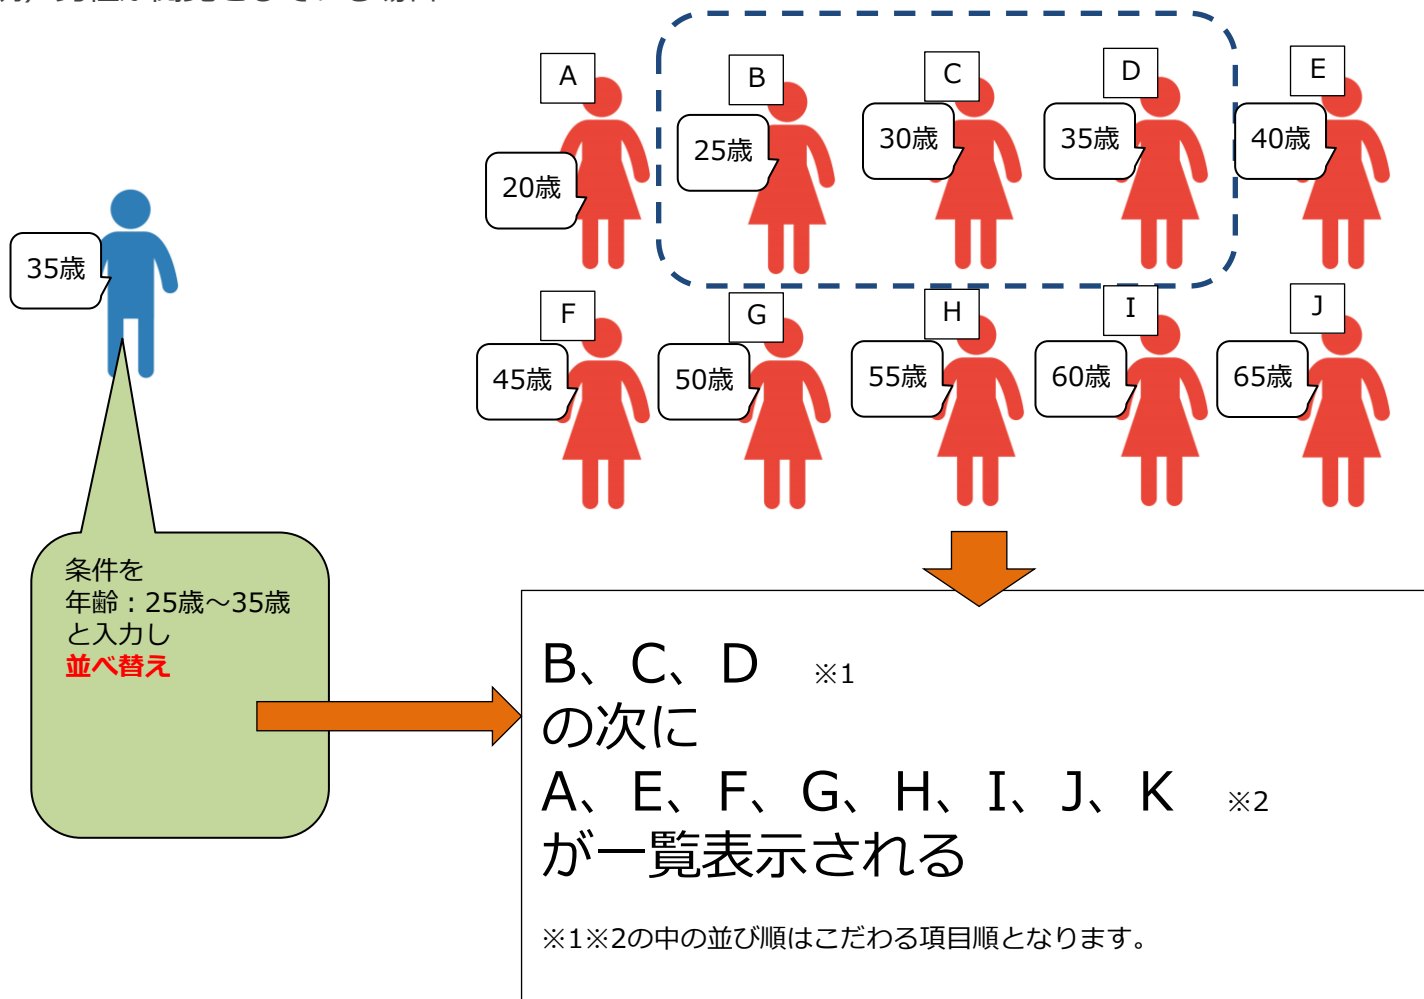 A
B
C
D
E
20歳
25歳
30歳
35歳
40歳
35歳
F
G
H
I
J
45歳
50歳
55歳
60歳
65歳
条件を
年齢：25歳～35歳
と入力し
並べ替え
B、C、D ※1
の次に
A、E、F、G、H、I、J、K ※2
が一覧表示される
※1※2の中の並び順はこだわる項目順となります。